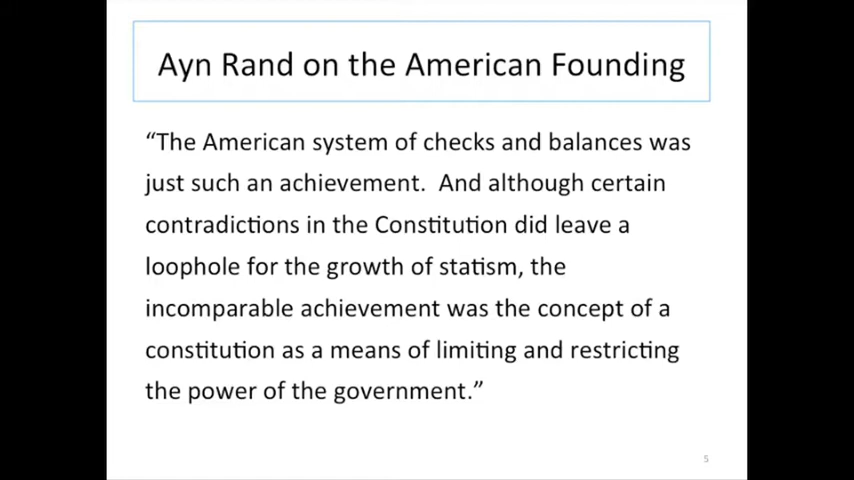 Ayn Rand on the American Founding
“The American system of checks and balances was
just such an achievement.  And although certain
contradictions in the Constitution did leave a
loophole for the growth of statism, the
incomparable achievement was the concept of a
constitution as a means of limiting and restricting
the power of the government.”
5